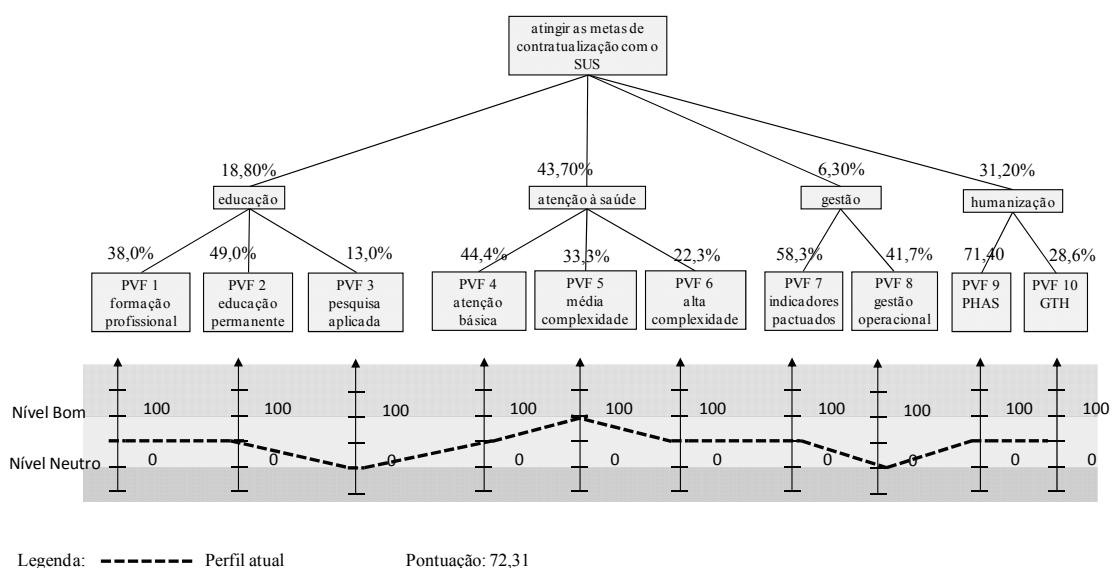 atingir as metas de
contratualização com o
SUS
18,80%
43,70%
6,30%
31,20%
educação
atenção à saúde
gestão
humanização
38,0%
49,0%
13,0%
44,4%
33,3%
22,3%
58,3%
41,7%
71,40
28,6%
PVF 1
formação
profissional
PVF 2
educação
permanente
PVF 3
pesquisa
aplicada
PVF 4
atenção
básica
PVF 5
média
complexidade
PVF 6
alta
complexidade
PVF 7
indicadores
pactuados
PVF 8
gestão
operacional
PVF 9
PHAS
PVF 10
GTH
Nível Bom 100 100 100 100 100 100 100 100 100 100
Nível Neutro 0 0 0 0 0 0 0 0 0 0
Legenda: Perfil atual Pontuação: 72,31